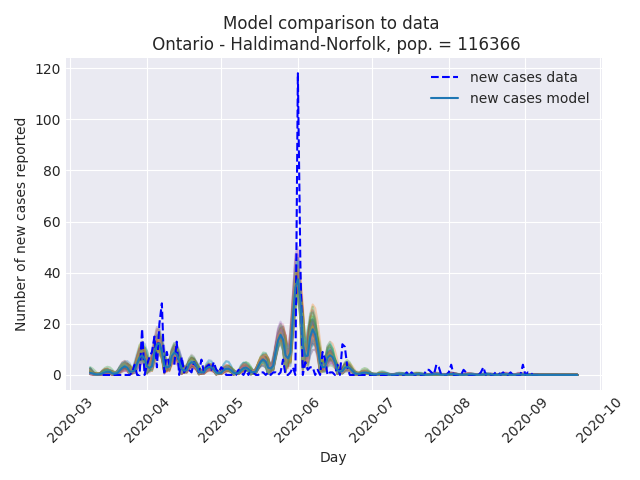 Model comparison to data
Ontario - Haldimand-Norfolk, pop. = 116366
new cases data
new cases model
Number of new cases reported
120
100
80
60
40
20
0
2020-03
2020-04
2020-05
2020-06
2020-07
2020-08
2020-09
2020-10
Day